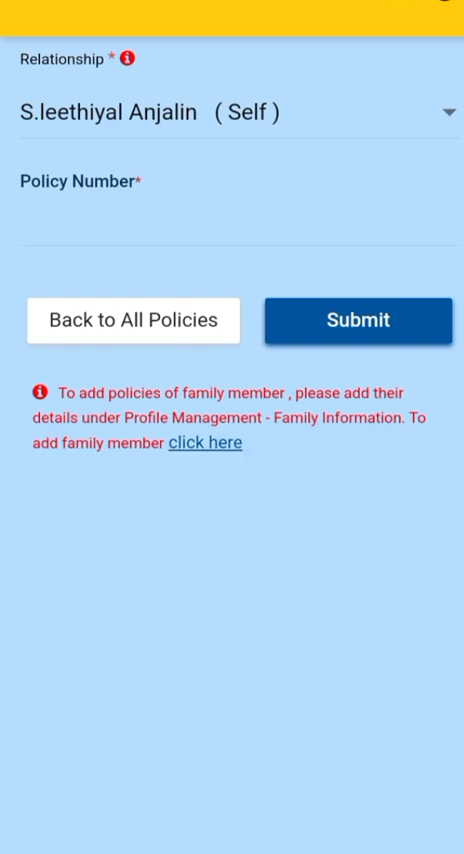 Relationship *
S.leethiyal Anjalin ( Self )
Policy Number*
Back to All Policies
Submit
To add policies of family member , please add their
details under Profile Management - Family Information. To
add family member click here